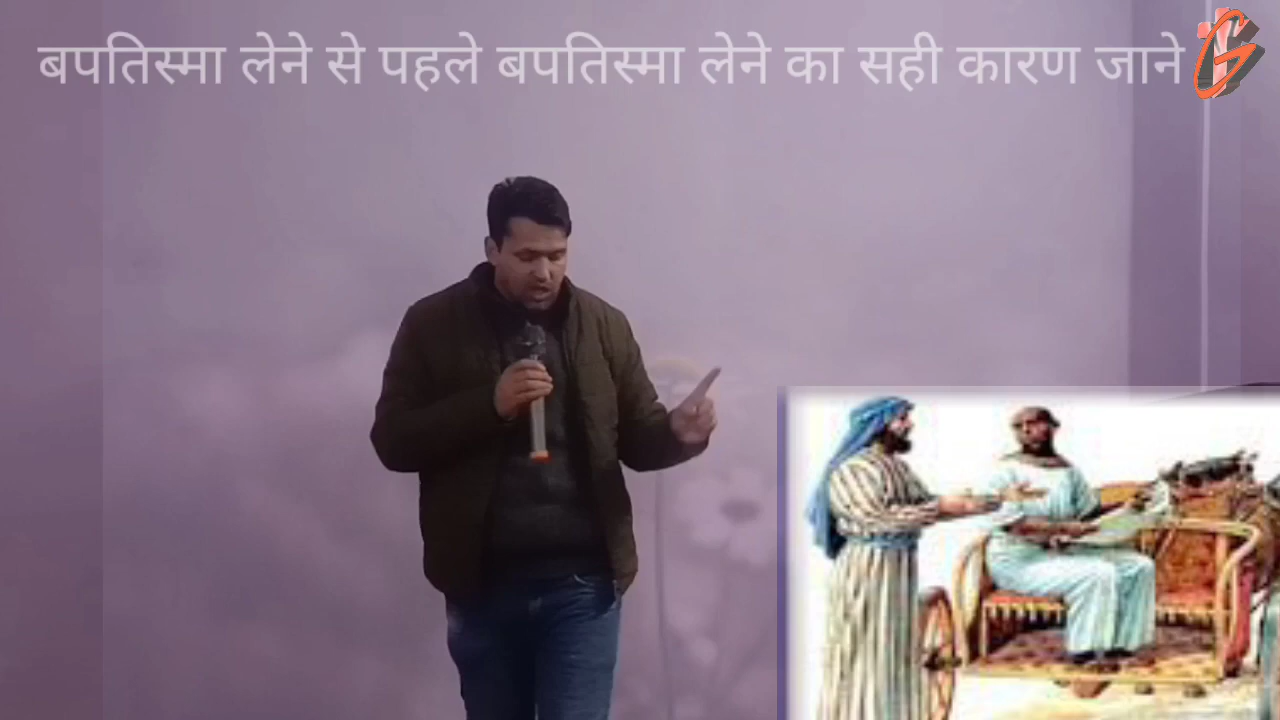 बपतिस्मा लेने से पहले बपतिस्मा लेने का सही कारण जाने